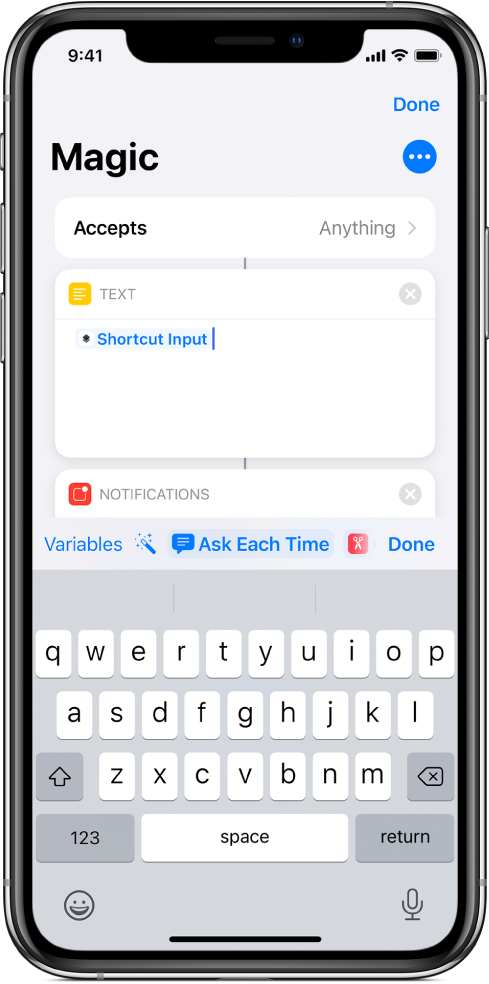 9:41
Done
Magic
Accepts Anything
TEXT
Shortcut Input
NOTIFICATIONS
Variables Ask Each Time Done
q w e r t y u i o p
a s d f g h j k l
z x c v b n m
123 space return